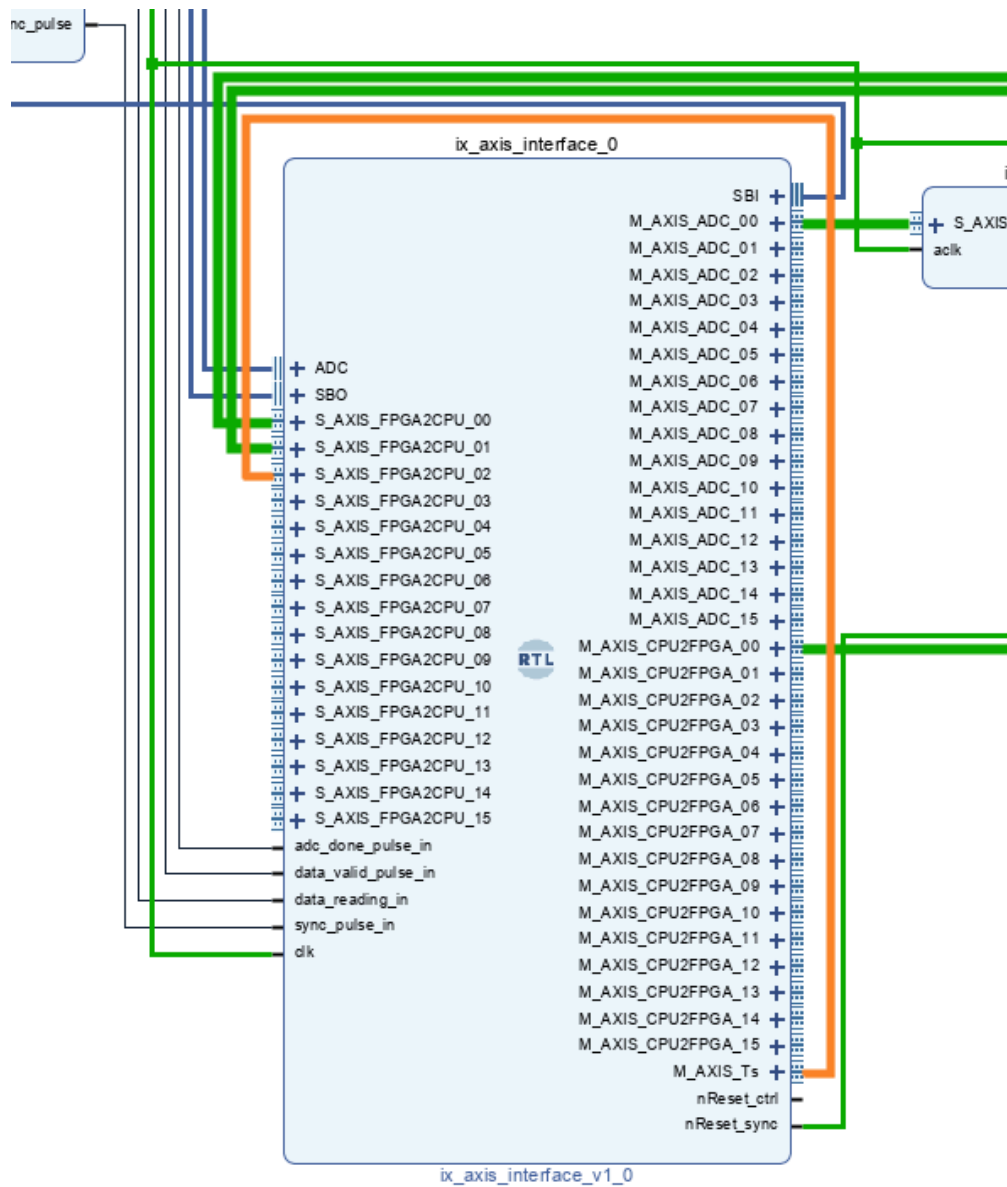 nc_pulse
ix_axis_interface_0
SBI
M_AXIS_ADC_00
M_AXIS_ADC_01
M_AXIS_ADC_02
M_AXIS_ADC_03
M_AXIS_ADC_04
M_AXIS_ADC_05
M_AXIS_ADC_06
M_AXIS_ADC_07
M_AXIS_ADC_08
M_AXIS_ADC_09
M_AXIS_ADC_10
M_AXIS_ADC_11
M_AXIS_ADC_12
M_AXIS_ADC_13
M_AXIS_ADC_14
M_AXIS_ADC_15
M_AXIS_CPU2FPGA_00
M_AXIS_CPU2FPGA_01
M_AXIS_CPU2FPGA_02
M_AXIS_CPU2FPGA_03
M_AXIS_CPU2FPGA_04
M_AXIS_CPU2FPGA_05
M_AXIS_CPU2FPGA_06
M_AXIS_CPU2FPGA_07
M_AXIS_CPU2FPGA_08
M_AXIS_CPU2FPGA_09
M_AXIS_CPU2FPGA_10
M_AXIS_CPU2FPGA_11
M_AXIS_CPU2FPGA_12
M_AXIS_CPU2FPGA_13
M_AXIS_CPU2FPGA_14
M_AXIS_CPU2FPGA_15
M_AXIS_Ts
nReset_ctrl
nReset_sync
ADC
SBO
S_AXIS_FPGA2CPU_00
S_AXIS_FPGA2CPU_01
S_AXIS_FPGA2CPU_02
S_AXIS_FPGA2CPU_03
S_AXIS_FPGA2CPU_04
S_AXIS_FPGA2CPU_05
S_AXIS_FPGA2CPU_06
S_AXIS_FPGA2CPU_07
S_AXIS_FPGA2CPU_08
S_AXIS_FPGA2CPU_09
S_AXIS_FPGA2CPU_10
S_AXIS_FPGA2CPU_11
S_AXIS_FPGA2CPU_12
S_AXIS_FPGA2CPU_13
S_AXIS_FPGA2CPU_14
S_AXIS_FPGA2CPU_15
adc_done_pulse_in
data_valid_pulse_in
data_reading_in
sync_pulse_in
clk
RTL
S_AXIS
aclk
ix_axis_interface_v1_0